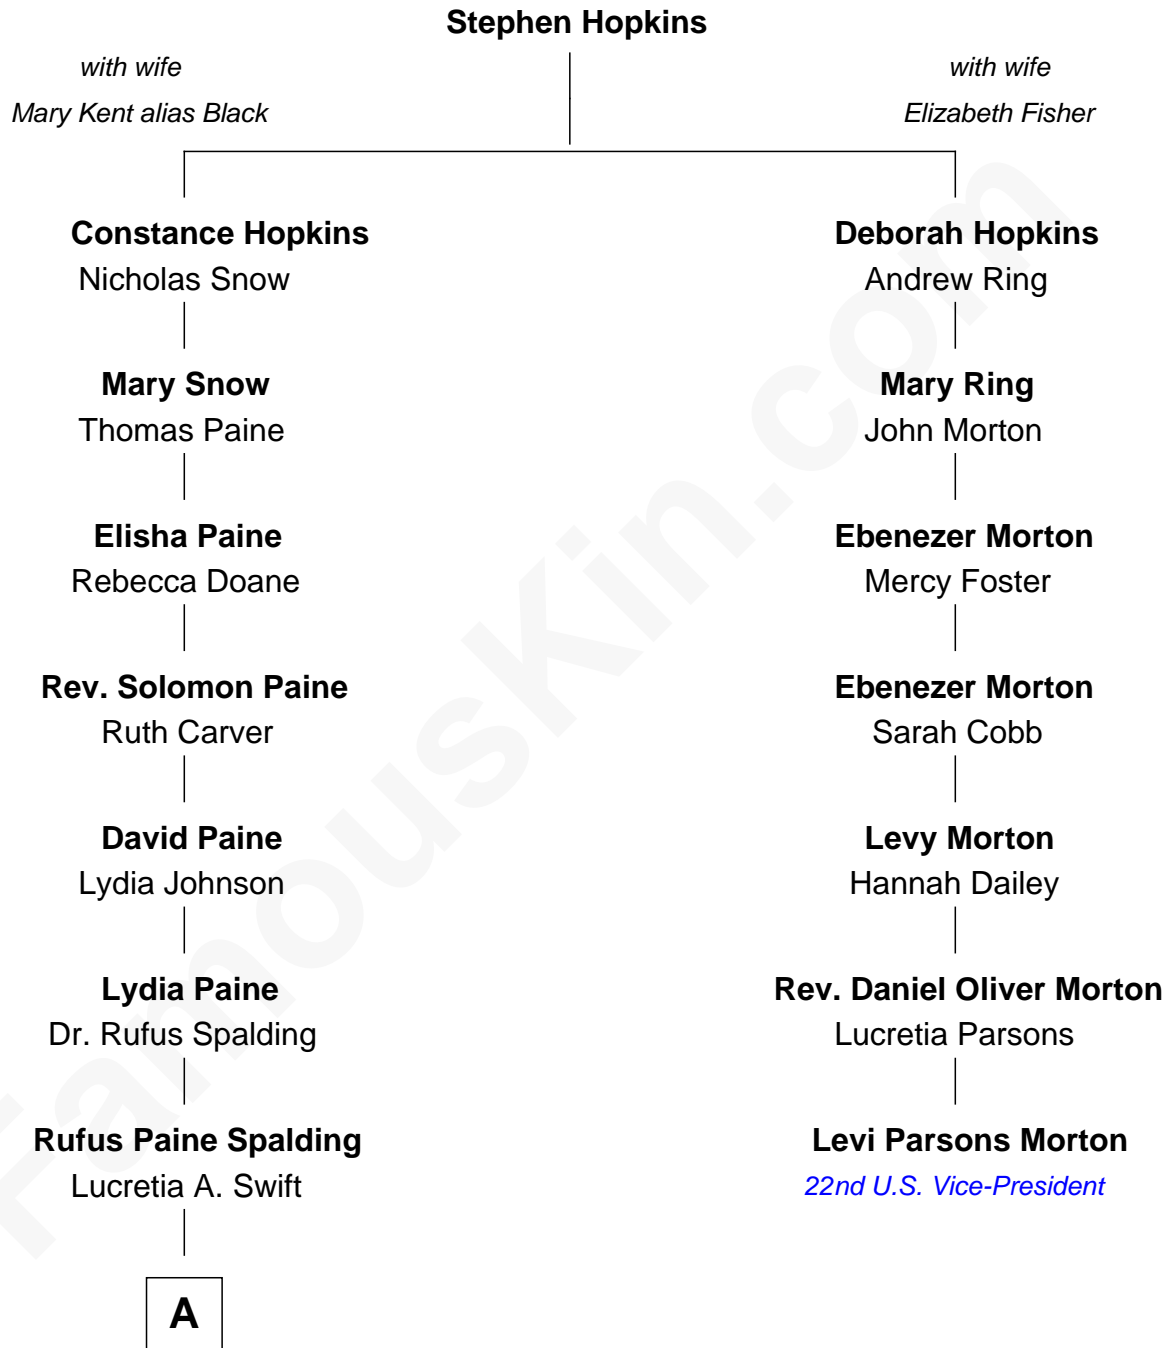 Stephen Hopkins
with wife
Mary Kent alias Black
with wife
Elizabeth Fisher
Constance Hopkins
Nicholas Snow
Deborah Hopkins
Andrew Ring
Mary Snow
Thomas Paine
Mary Ring
John Morton
Elisha Paine
Rebecca Doane
Ebenezer Morton
Mercy Foster
Rev. Solomon Paine
Ruth Carver
Ebenezer Morton
Sarah Cobb
David Paine
Lydia Johnson
Levy Morton
Hannah Dailey
Lydia Paine
Dr. Rufus Spalding
Rev. Daniel Oliver Morton
Lucretia Parsons
Rufus Paine Spalding
Lucretia A. Swift
Levi Parsons Morton
22nd U.S. Vice-President
A
FamousKin.com